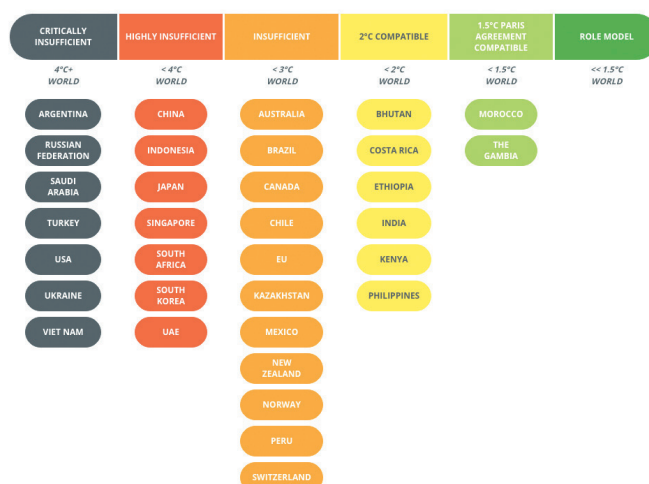 CRITICALLY
INSUFFICIENT
HIGHLY INSUFFICIENT
INSUFFICIENT
2°C COMPATIBLE
1.5°C PARIS
AGREEMENT
COMPATIBLE
ROLE MODEL
4°C+
WORLD
< 4°C
WORLD
< 3°C
WORLD
< 2°C
WORLD
< 1.5°C
WORLD
<< 1.5°C
WORLD
ARGENTINA
RUSSIAN
FEDERATION
SAUDI
ARABIA
TURKEY
USA
UKRAINE
VIET NAM
CHINA
INDONESIA
JAPAN
SINGAPORE
SOUTH
AFRICA
SOUTH
KOREA
UAE
AUSTRALIA
BRAZIL
CANADA
CHILE
EU
KAZAKHSTAN
MEXICO
NEW
ZEALAND
NORWAY
PERU
SWITZERLAND
BHUTAN
COSTA RICA
ETHIOPIA
INDIA
KENYA
PHILIPPINES
MOROCCO
THE
GAMBIA